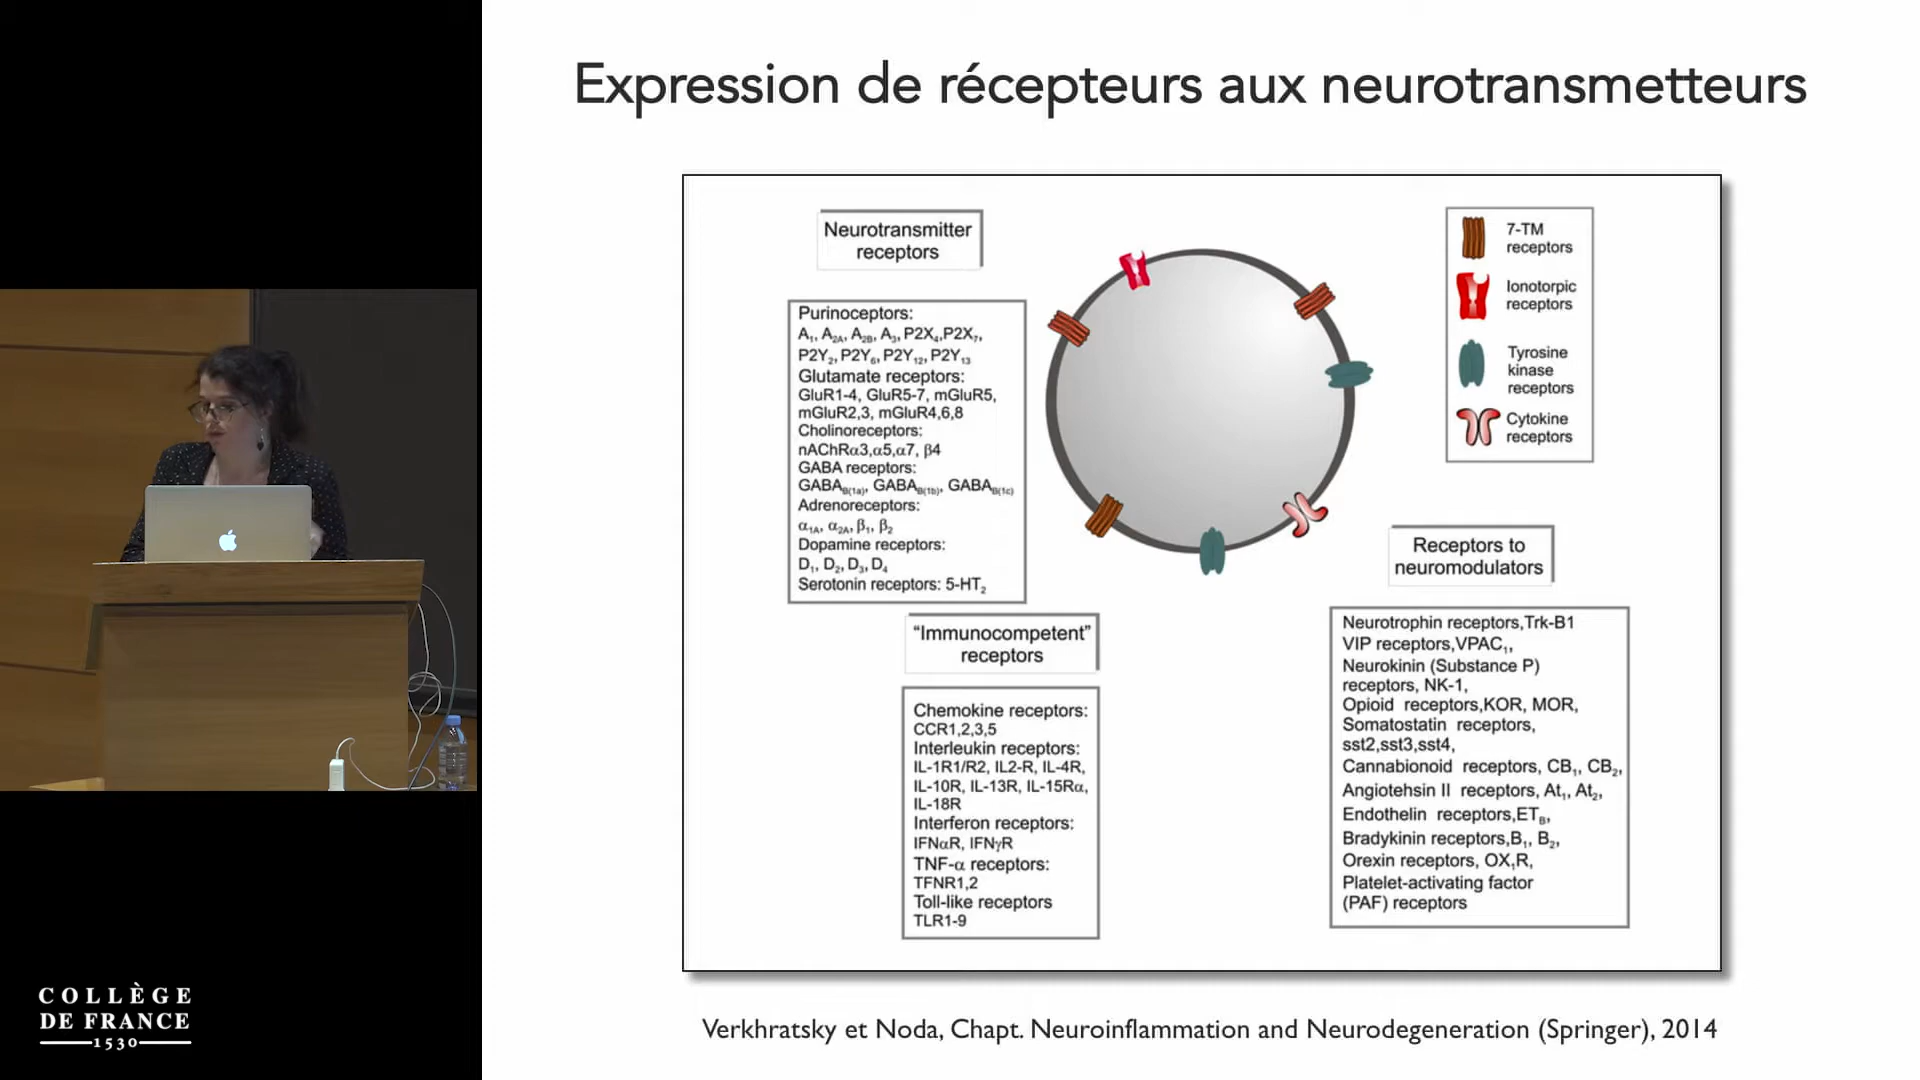 Expression de récepteurs aux neurotransmetteurs
Neurotransmitter
receptors
Purinoceptors:
A₁, A₂A, A₂B, A₃, P2X₄,P2X₇,
P2Y₂, P2Y₆, P2Y₁₂, P2Y₁₃
Glutamate receptors:
GluR1-4, GluR5-7, mGluR5,
mGluR2,3, mGluR4,6,8
Cholinoreceptors:
nAChRα3,α5,α7, β4
GABA receptors:
GABA_B(1a), GABA_B(1b), GABA_B(1c)
Adrenoreceptors:
α₁A, α₂A, β₁, β₂
Dopamine receptors:
D₁, D₂, D₃, D₄
Serotonin receptors: 5-HT₂
"Immunocompetent"
receptors
Chemokine receptors:
CCR1,2,3,5
Interleukin receptors:
IL-1R1/R2, IL2-R, IL-4R,
IL-10R, IL-13R, IL-15Rα,
IL-18R
Interferon receptors:
IFNαR, IFNγR
TNF-α receptors:
TFNR1,2
Toll-like receptors
TLR1-9
7-TM
receptors
Ionotorpic
receptors
Tyrosine
kinase
receptors
Cytokine
receptors
Receptors to
neuromodulators
Neurotrophin receptors,Trk-B1
VIP receptors,VPAC₁,
Neurokinin (Substance P)
receptors, NK-1,
Opioid receptors,KOR, MOR,
Somatostatin receptors,
sst2,sst3,sst4,
Cannabionoid receptors, CB₁, CB₂,
Angiotehsin II receptors, At₁, At₂,
Endothelin receptors,ET_B,
Bradykinin receptors,B₁, B₂,
Orexin receptors, OX₁R,
Platelet-activating factor
(PAF) receptors
Verkhratsky et Noda, Chapt. Neuroinflammation and Neurodegeneration (Springer), 2014
COLLÈGE
DE FRANCE
1530